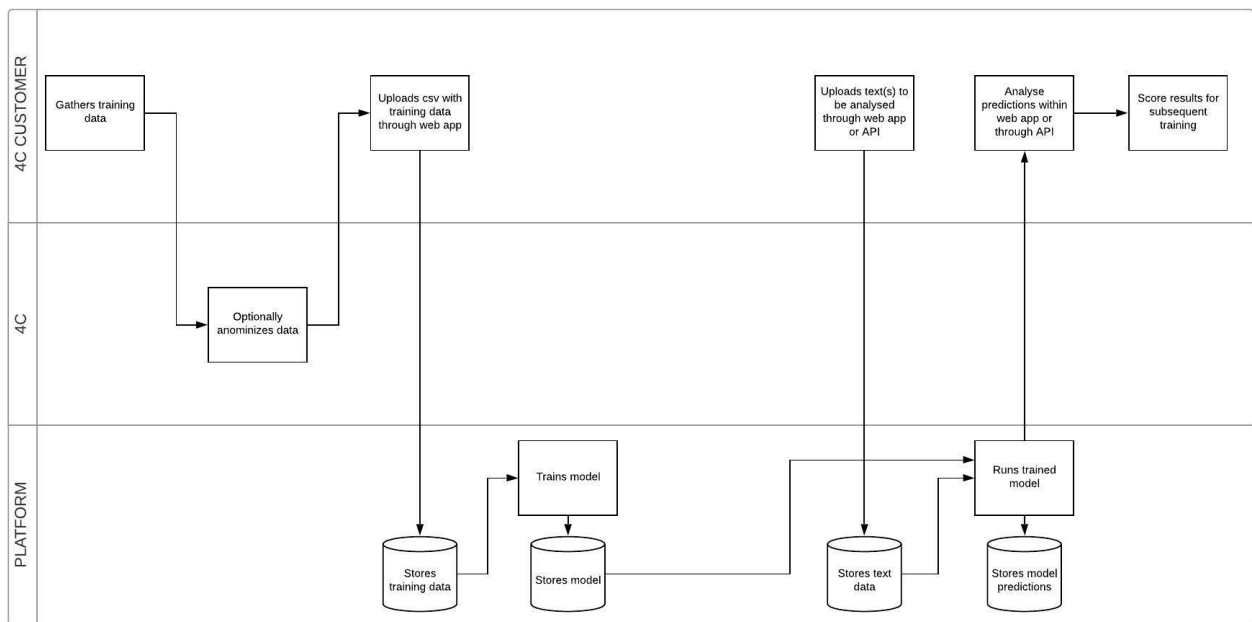 4C CUSTOMER
Gathers training
data
Uploads csv with
training data
through web app
Uploads text(s) to
be analysed
through web app
or API
Analyse
predictions within
web app or
through API
Score results for
subsequent
training
4C
Optionally
anominizes data
PLATFORM
Trains model
Runs trained
model
Stores
training data
Stores model
Stores text
data
Stores model
predictions